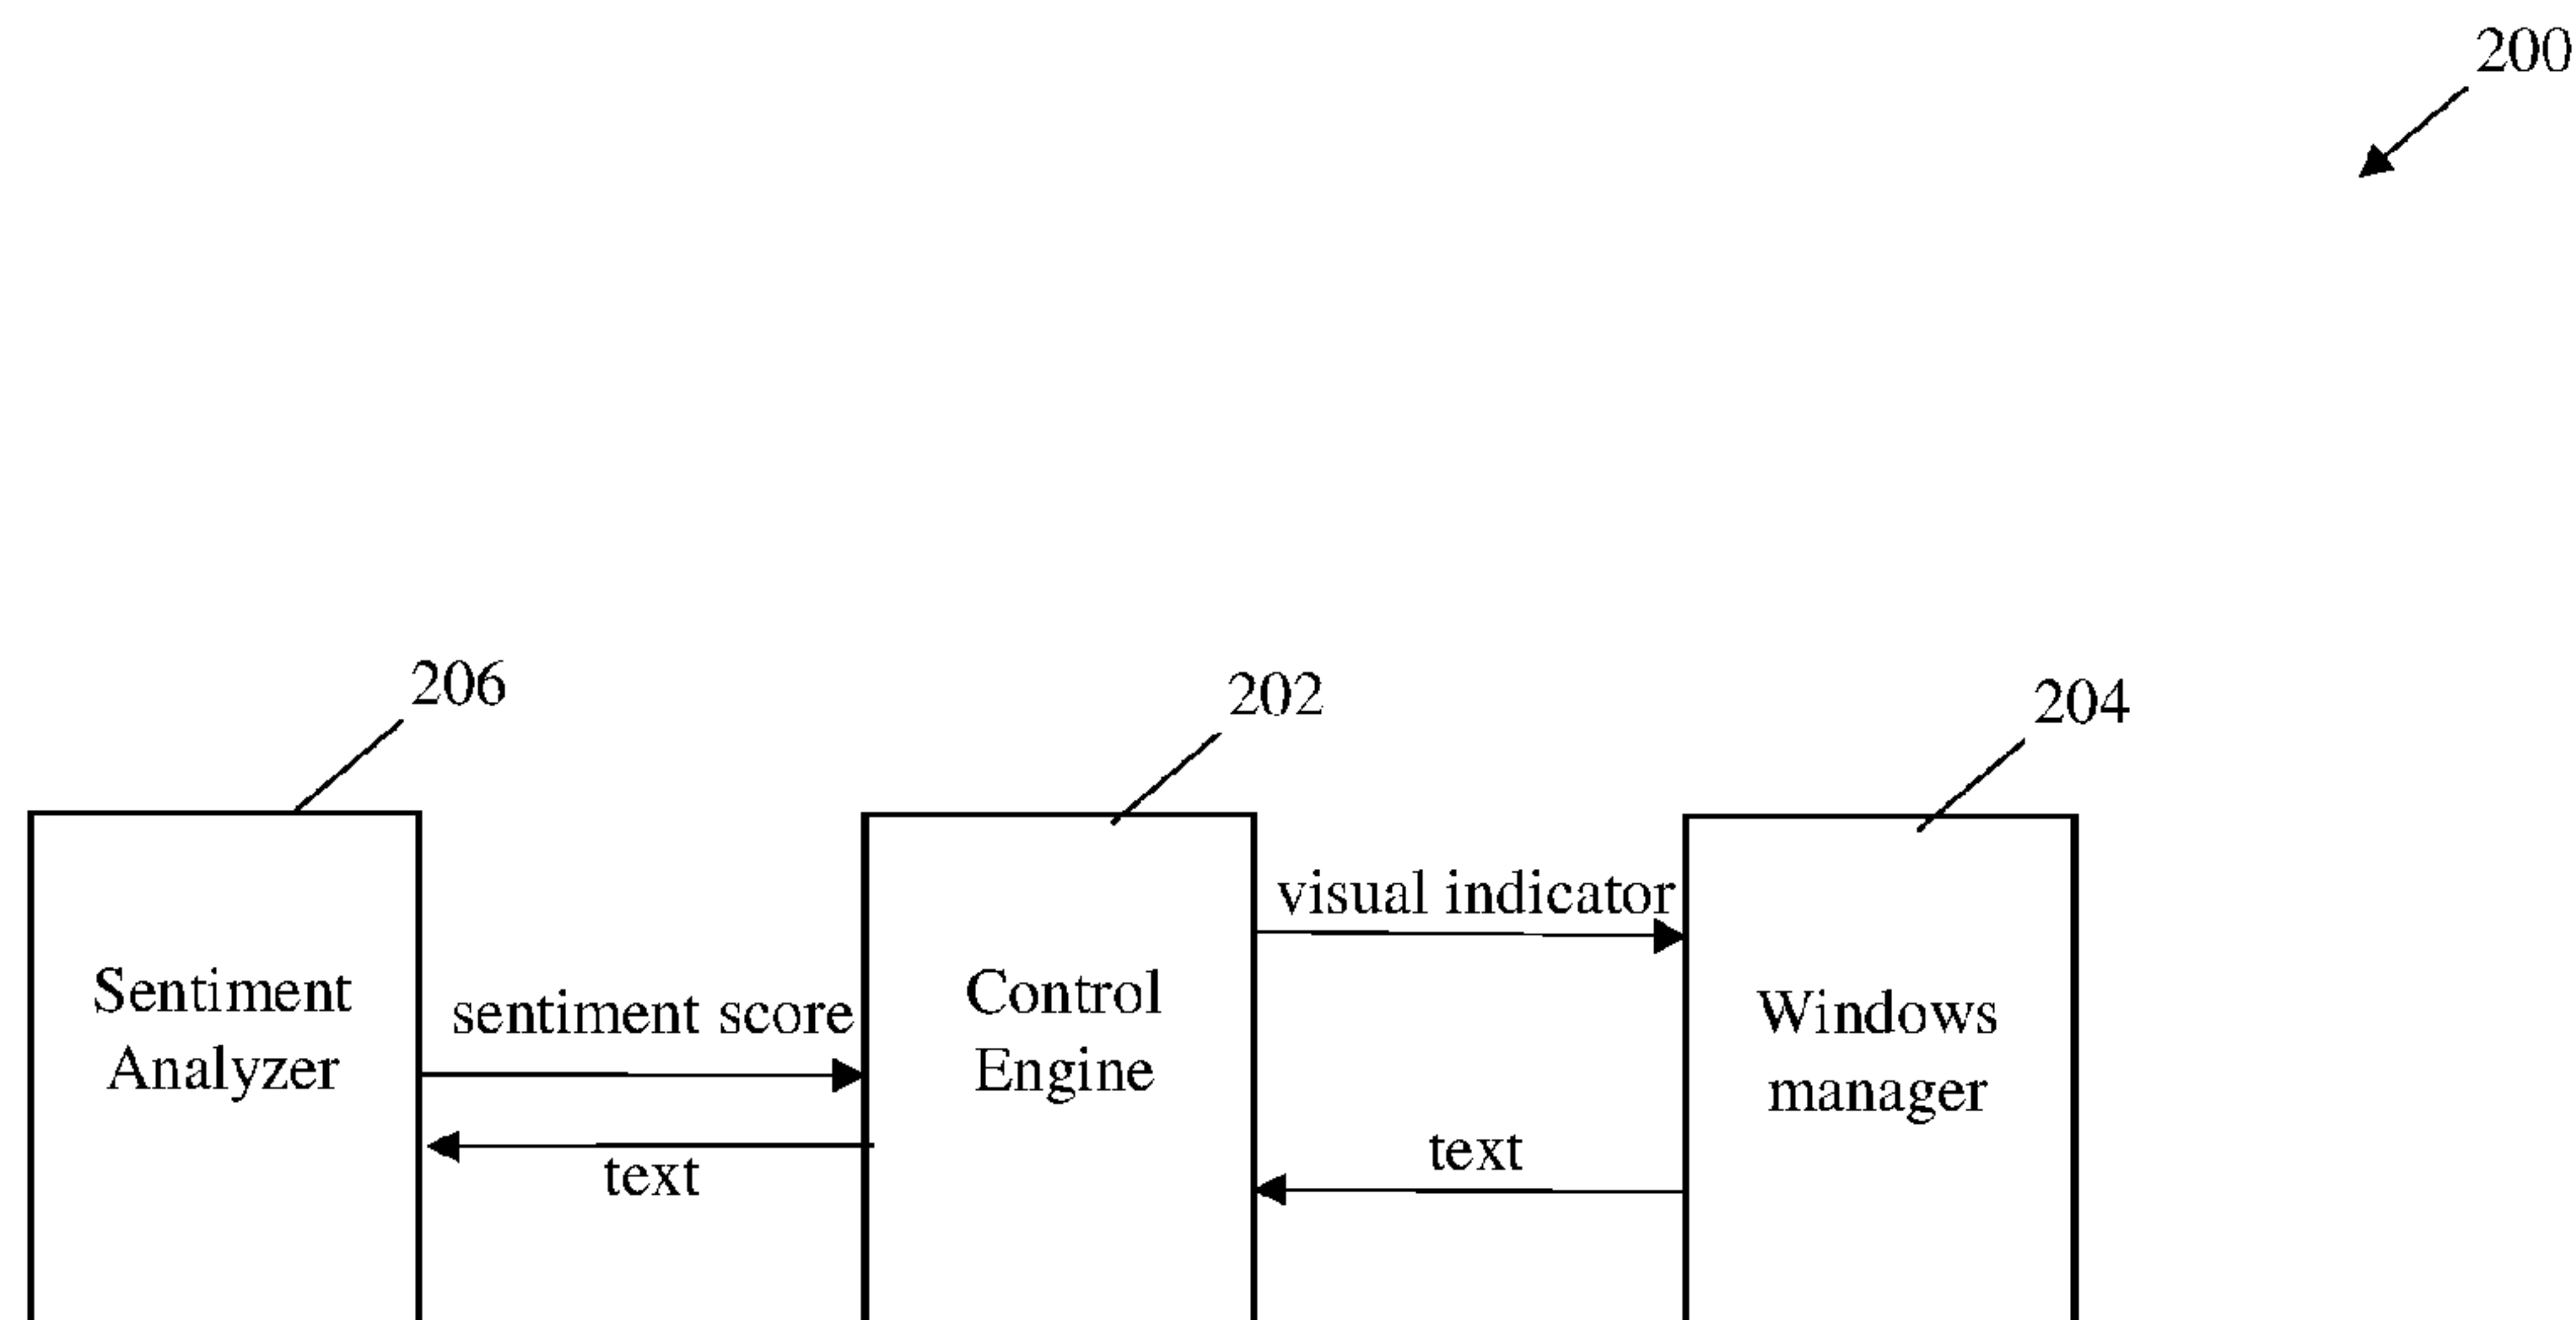 200
206
202
204
visual indicator
Sentiment
Analyzer
sentiment score
Control
Engine
Windows
manager
text
text